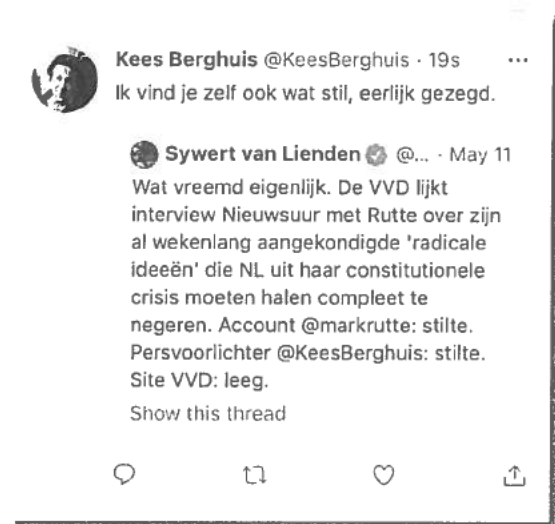 Kees Berghuis @KeesBerghuis · 19s ...
Ik vind je zelf ook wat stil, eerlijk gezegd.
Sywert van Lienden @... · May 11
Wat vreemd eigenlijk. De VVD lijkt
interview Nieuwsuur met Rutte over zijn
al wekenlang aangekondigde 'radicale
ideeën' die NL uit haar constitutionele
crisis moeten halen compleet te
negeren. Account @markrutte: stilte.
Persvoorlichter @KeesBerghuis: stilte.
Site VVD: leeg.
Show this thread